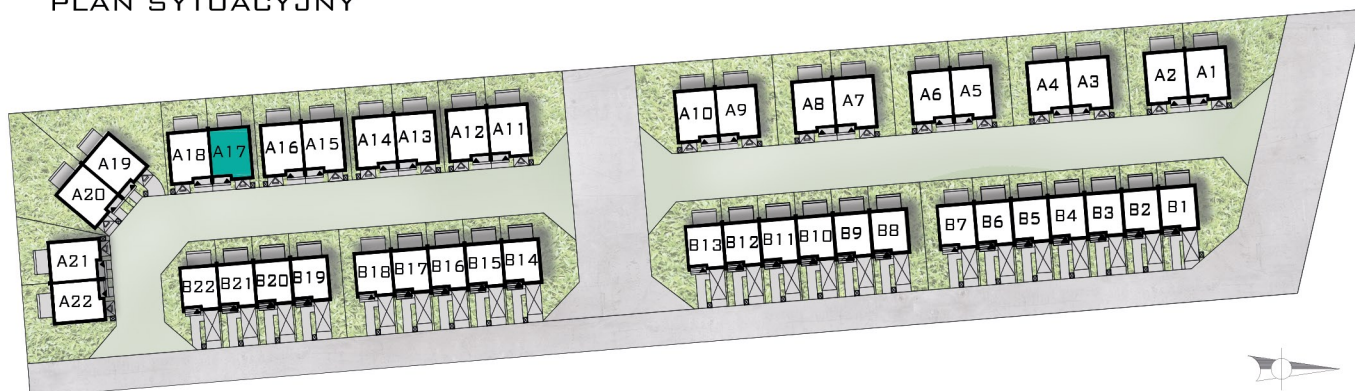 PLAN SYTUACYJNY
A10 A9 A8 A7 A6 A5 A4 A3 A2 A1
A19 A18 A17 A16 A15 A14 A13 A12 A11
A20
B13 B12 B11 B10 B9 B8 B7 B6 B5 B4 B3 B2 B1
A21 B22 B21 B20 B19 B18 B17 B16 B15 B14
A22